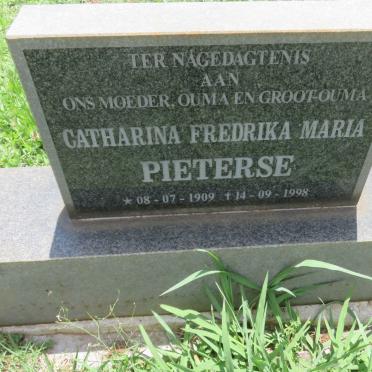 TER NAGEDAGTENIS
AAN
ONS MOEDER, OUMA EN GROOT-OUMA
CATHARINA FREDRIKA MARIA
PIETERSE
★ 08 - 07 - 1909 ✝ 14 - 09 - 1998